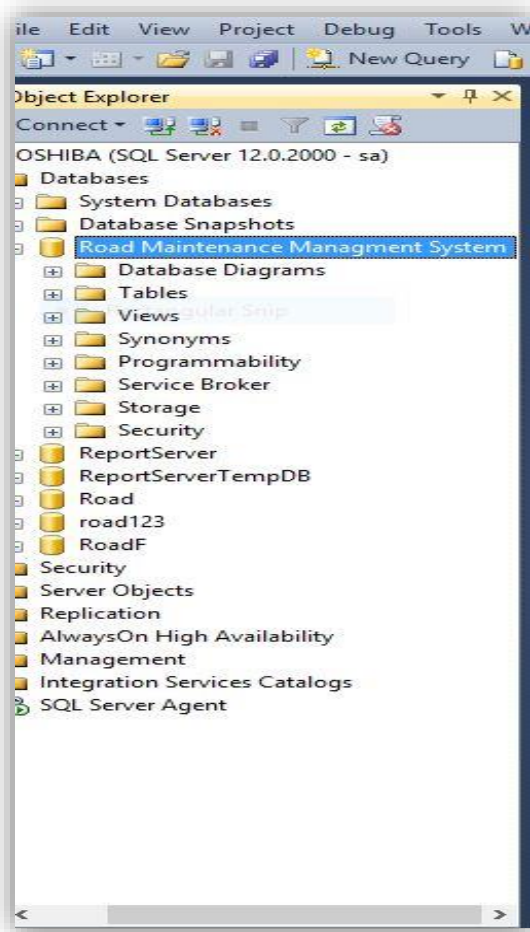 ile Edit View Project Debug Tools W
New Query
Object Explorer
Connect
OSHIBA (SQL Server 12.0.2000 - sa)
Databases
System Databases
Database Snapshots
Road Maintenance Managment System
Database Diagrams
Tables
Views
Synonyms
Programmability
Service Broker
Storage
Security
ReportServer
ReportServerTempDB
Road
road123
RoadF
Security
Server Objects
Replication
AlwaysOn High Availability
Management
Integration Services Catalogs
SQL Server Agent